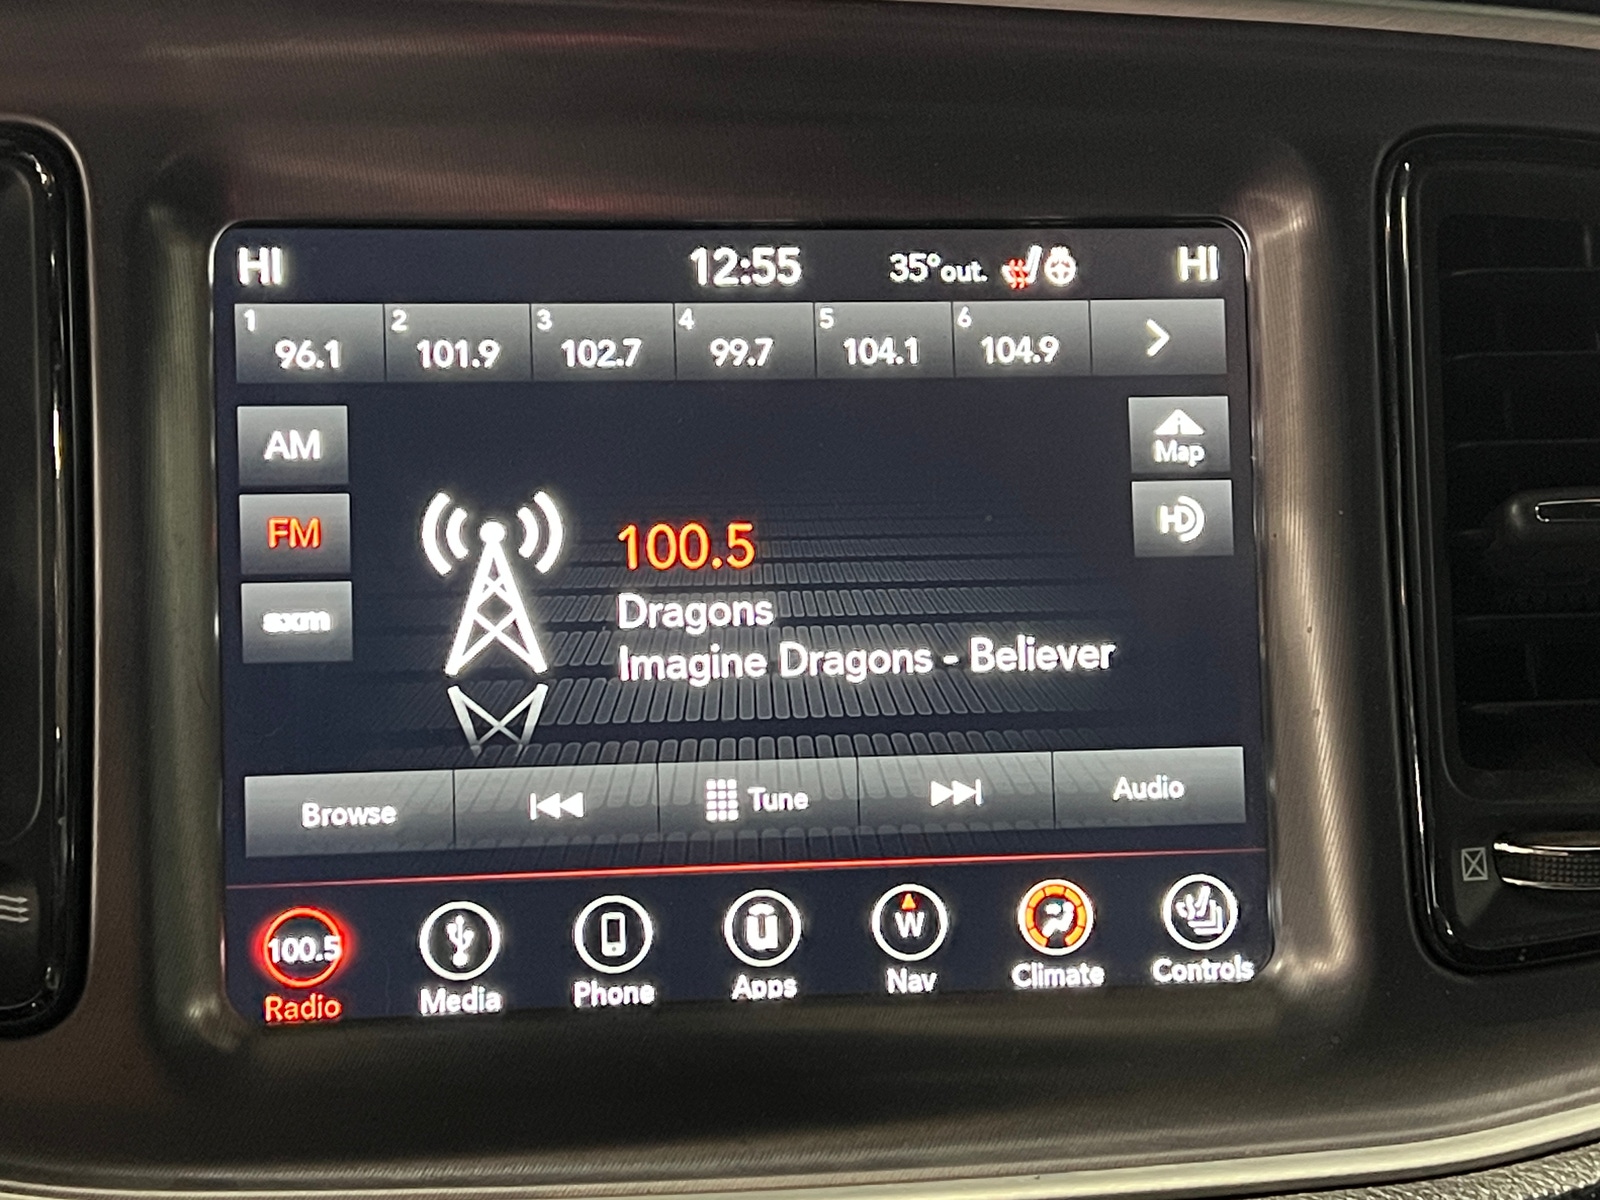 HI 12:55 35°out. HI
1 2 3 4 5 6
96.1 101.9 102.7 99.7 104.1 104.9
AM
Map
FM
HD
100.5
sxm
Dragons
Imagine Dragons - Believer
Browse Tune Audio
100.5 W
Radio Media Phone Apps Nav Climate Controls